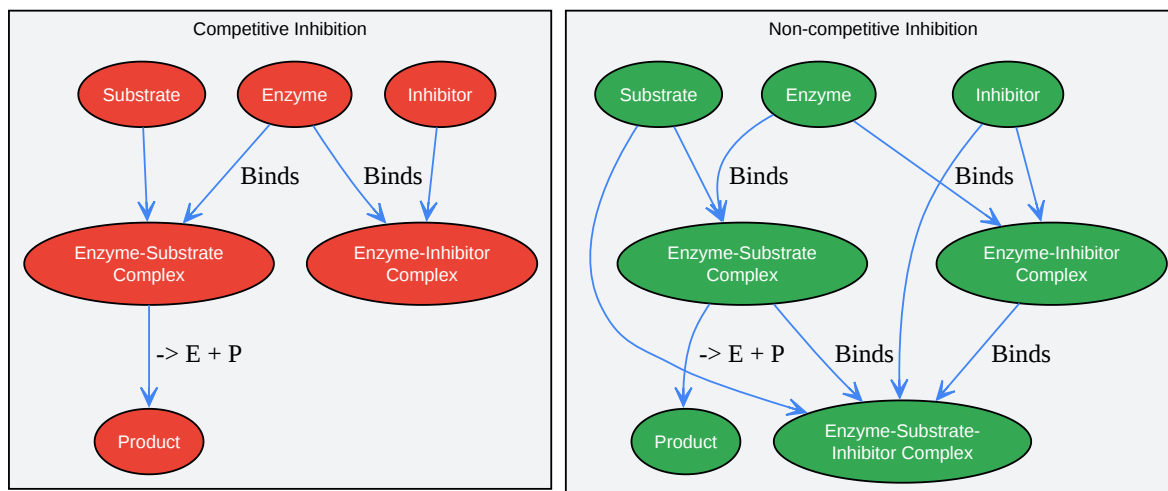 Competitive Inhibition
Substrate
Enzyme
Inhibitor
Binds
Binds
Enzyme-Substrate
Complex
Enzyme-Inhibitor
Complex
-> E + P
Product
Non-competitive Inhibition
Substrate
Enzyme
Inhibitor
Binds
Binds
Enzyme-Substrate
Complex
Enzyme-Inhibitor
Complex
-> E + P
Binds
Binds
Product
Enzyme-Substrate-
Inhibitor Complex